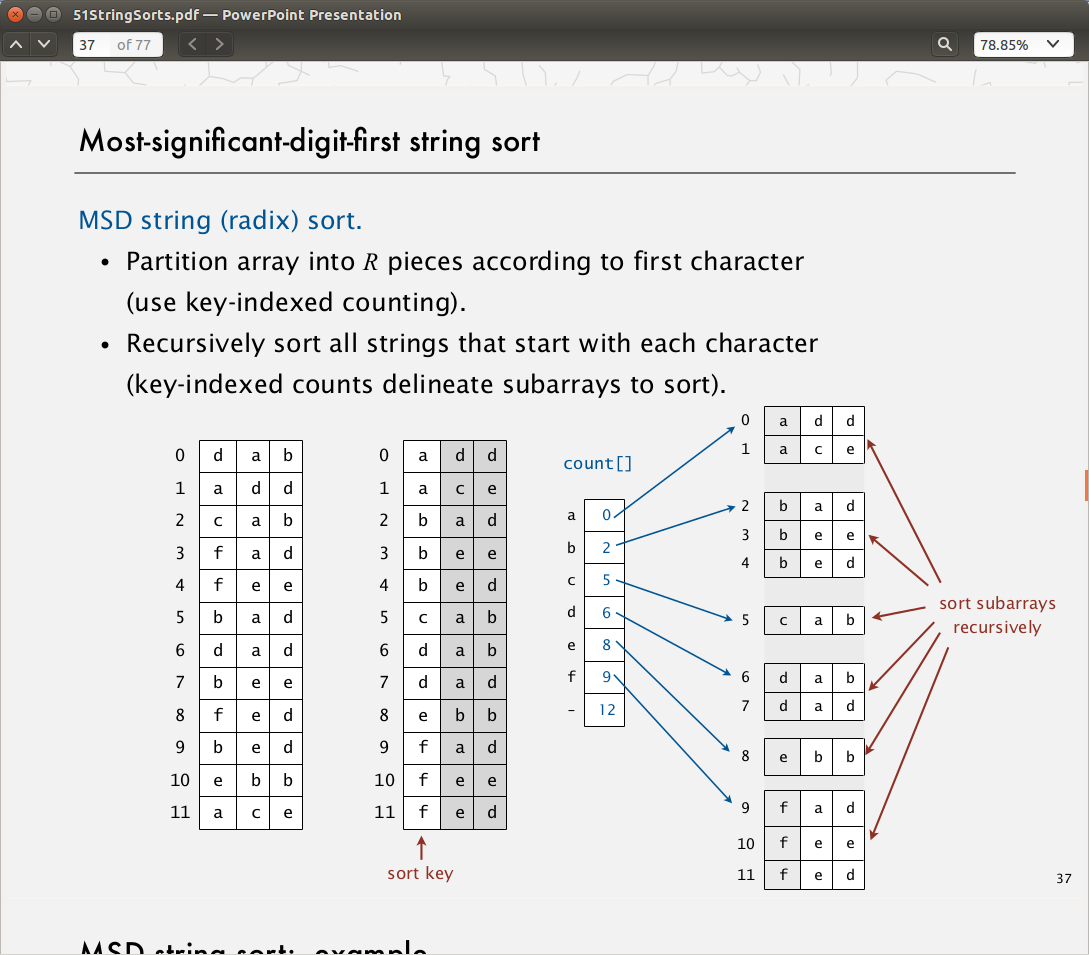 51StringSorts.pdf — PowerPoint Presentation
37 of 77
78.85%
Most-significant-digit-first string sort
MSD string (radix) sort.
• Partition array into R pieces according to first character
(use key-indexed counting).
• Recursively sort all strings that start with each character
(key-indexed counts delineate subarrays to sort).
0 d a b
1 a d d
2 c a b
3 f a d
4 f e e
5 b a d
6 d a d
7 b e e
8 f e d
9 b e d
10 e b b
11 a c e
0 a d d
1 a c e
2 b a d
3 b e e
4 b e d
5 c a b
6 d a b
7 d a d
8 e b b
9 f a d
10 f e e
11 f e d
sort key
count[]
a 0
b 2
c 5
d 6
e 8
f 9
- 12
0 a d d
1 a c e
2 b a d
3 b e e
4 b e d
5 c a b
6 d a b
7 d a d
8 e b b
9 f a d
10 f e e
11 f e d
sort subarrays
recursively
37
MSD string sort: example